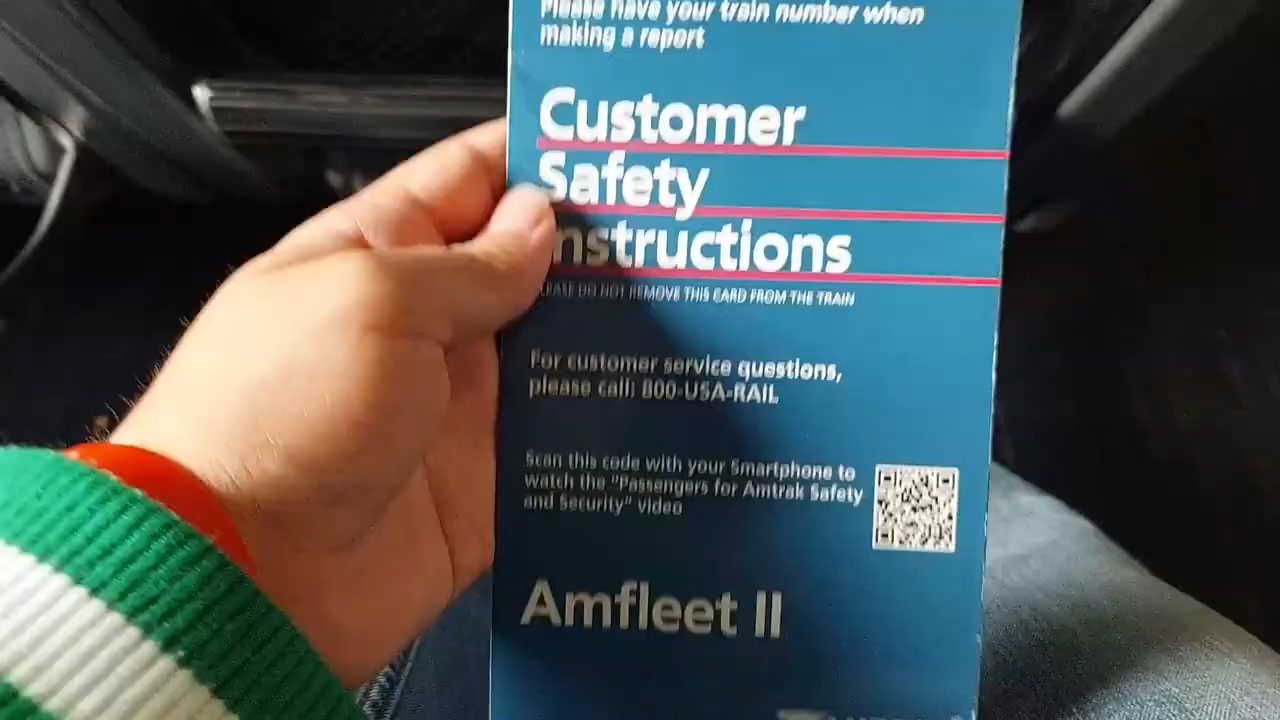 Please have your train number when
making a report
Customer
Safety
Instructions
PLEASE DO NOT REMOVE THIS CARD FROM THE TRAIN
For customer service questions,
please call: 800-USA-RAIL
Scan this code with your Smartphone to
watch the "Passengers for Amtrak Safety
and Security" video
Amfleet II